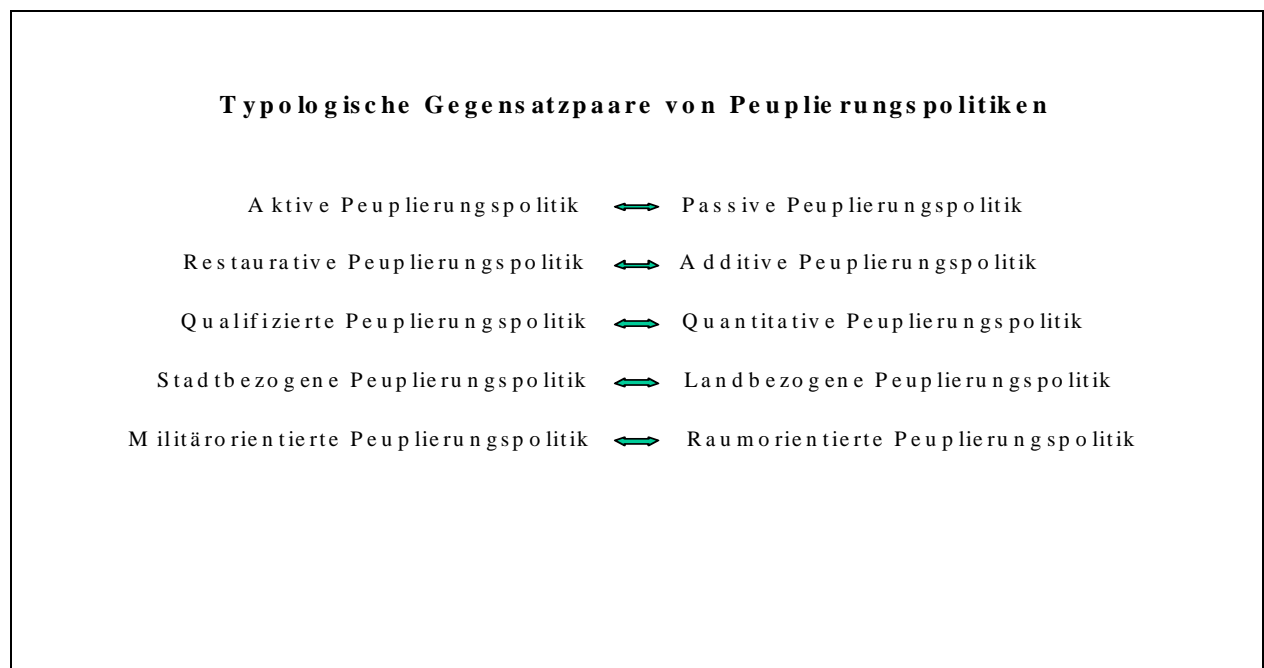 Typologische Gegensatzpaare von Peuplierungspolitiken
Aktive Peuplierungspolitik Passive Peuplierungspolitik
Restaurative Peuplierungspolitik Additive Peuplierungspolitik
Qualifizierte Peuplierungspolitik Quantitative Peuplierungspolitik
Stadtbezogene Peuplierungspolitik Landbezogene Peuplierungspolitik
Militärorientierte Peuplierungspolitik Raumorientierte Peuplierungspolitik